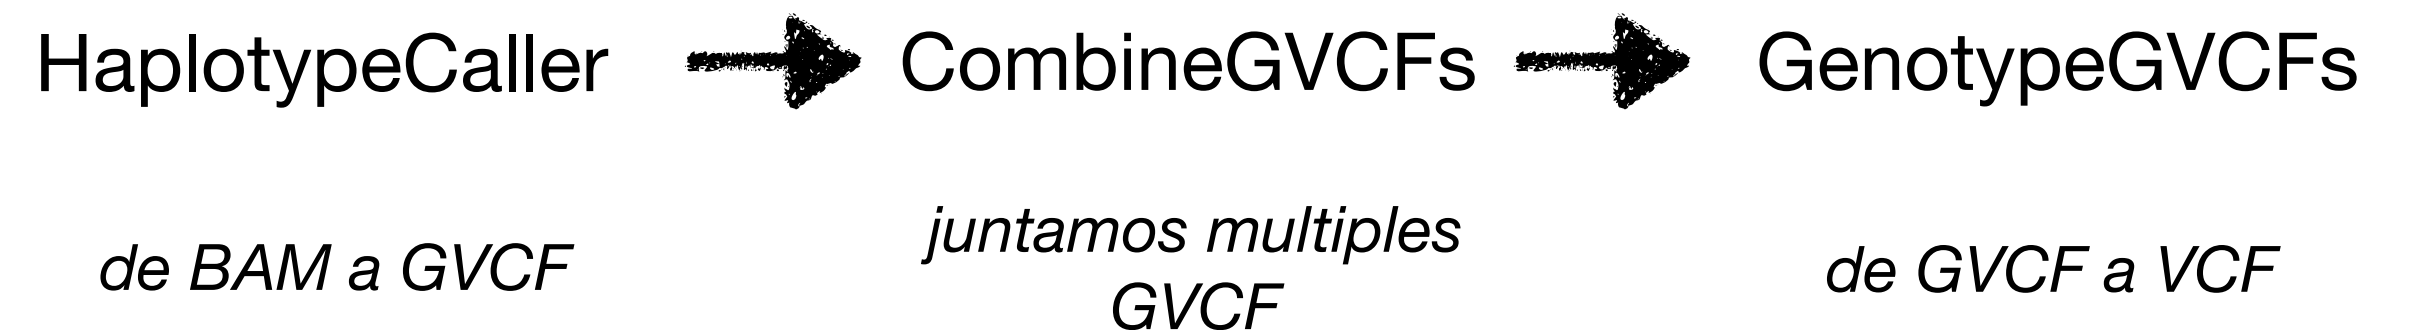 HaplotypeCaller
CombineGVCFs
GenotypeGVCFs
de BAM a GVCF
juntamos multiples
GVCF
de GVCF a VCF